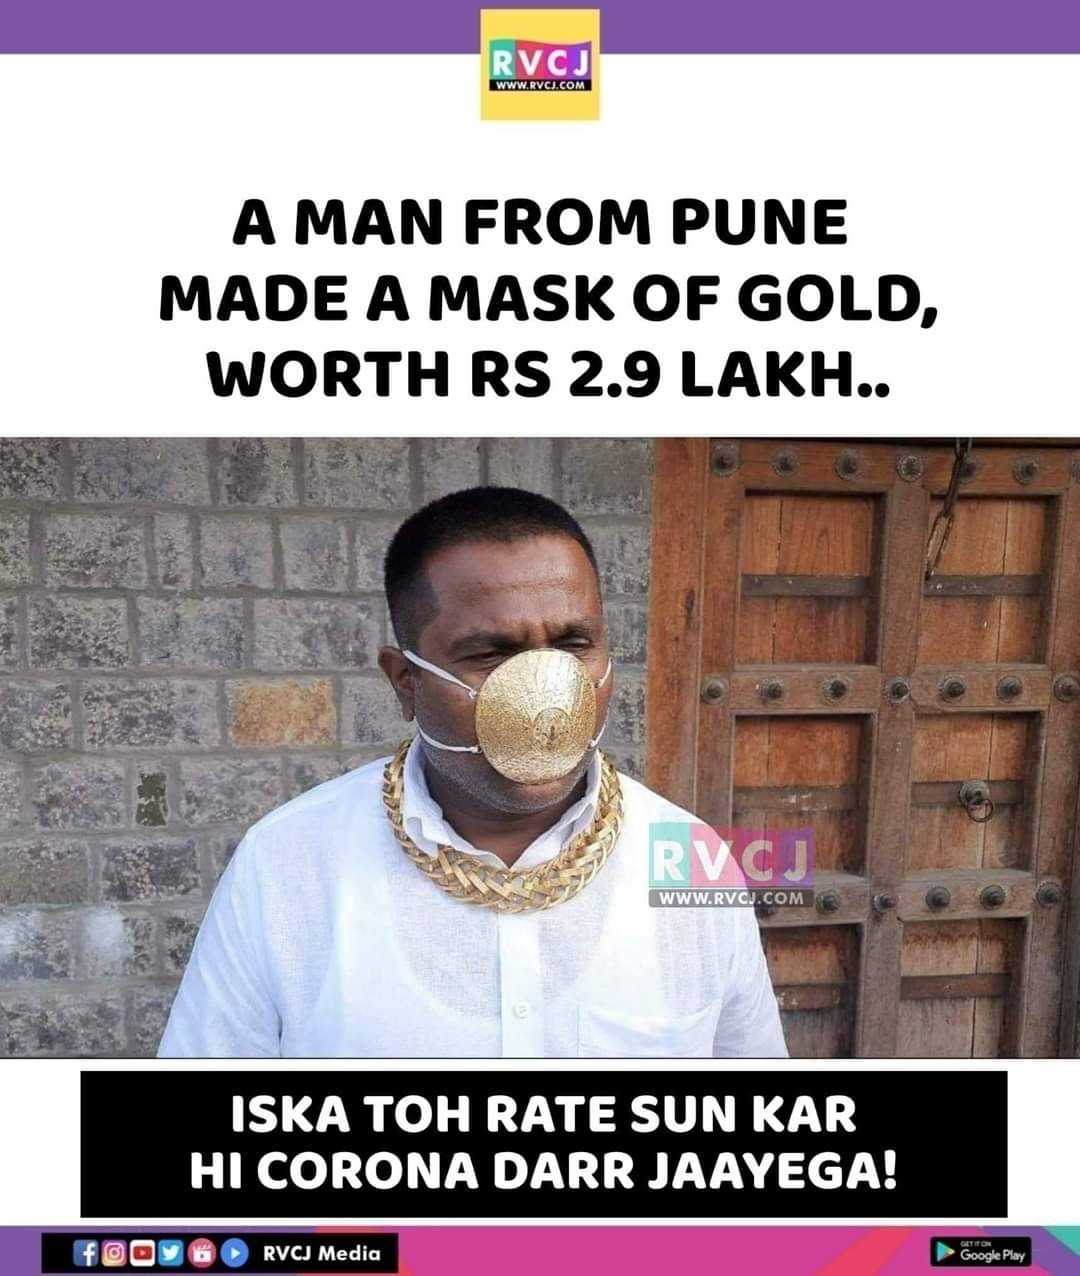 RVCJ
WWW.RVCJ.COM
A MAN FROM PUNE
MADE A MASK OF GOLD,
WORTH RS 2.9 LAKH..
RVCJ
WWW.RVCJ.COM
ISKA TOH RATE SUN KAR
HI CORONA DARR JAAYEGA!
RVCJ Media
GET IT ON
Google Play